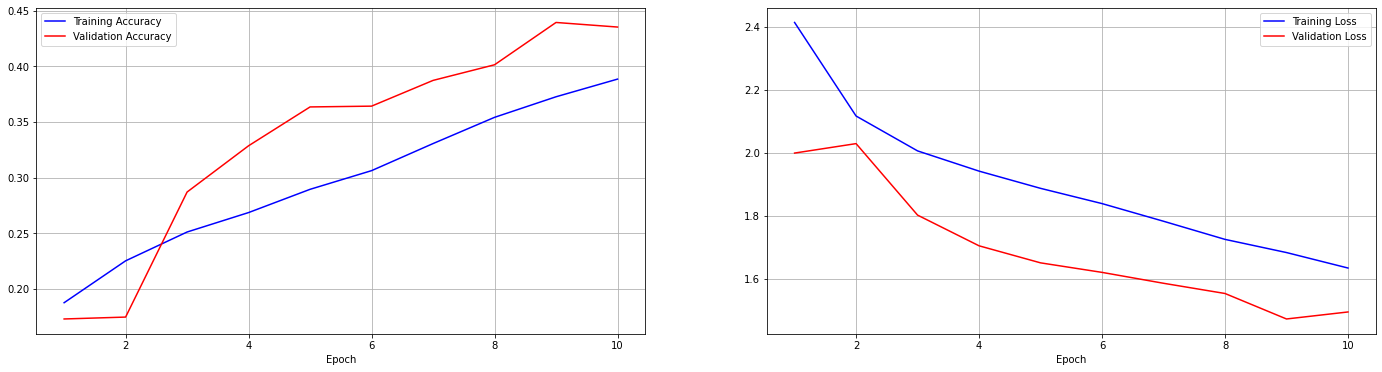 Training Accuracy
Validation Accuracy
0.45
0.40
0.35
0.30
0.25
0.20
2 4 6 8 10
Epoch
Training Loss
Validation Loss
2.4
2.2
2.0
1.8
1.6
2 4 6 8 10
Epoch